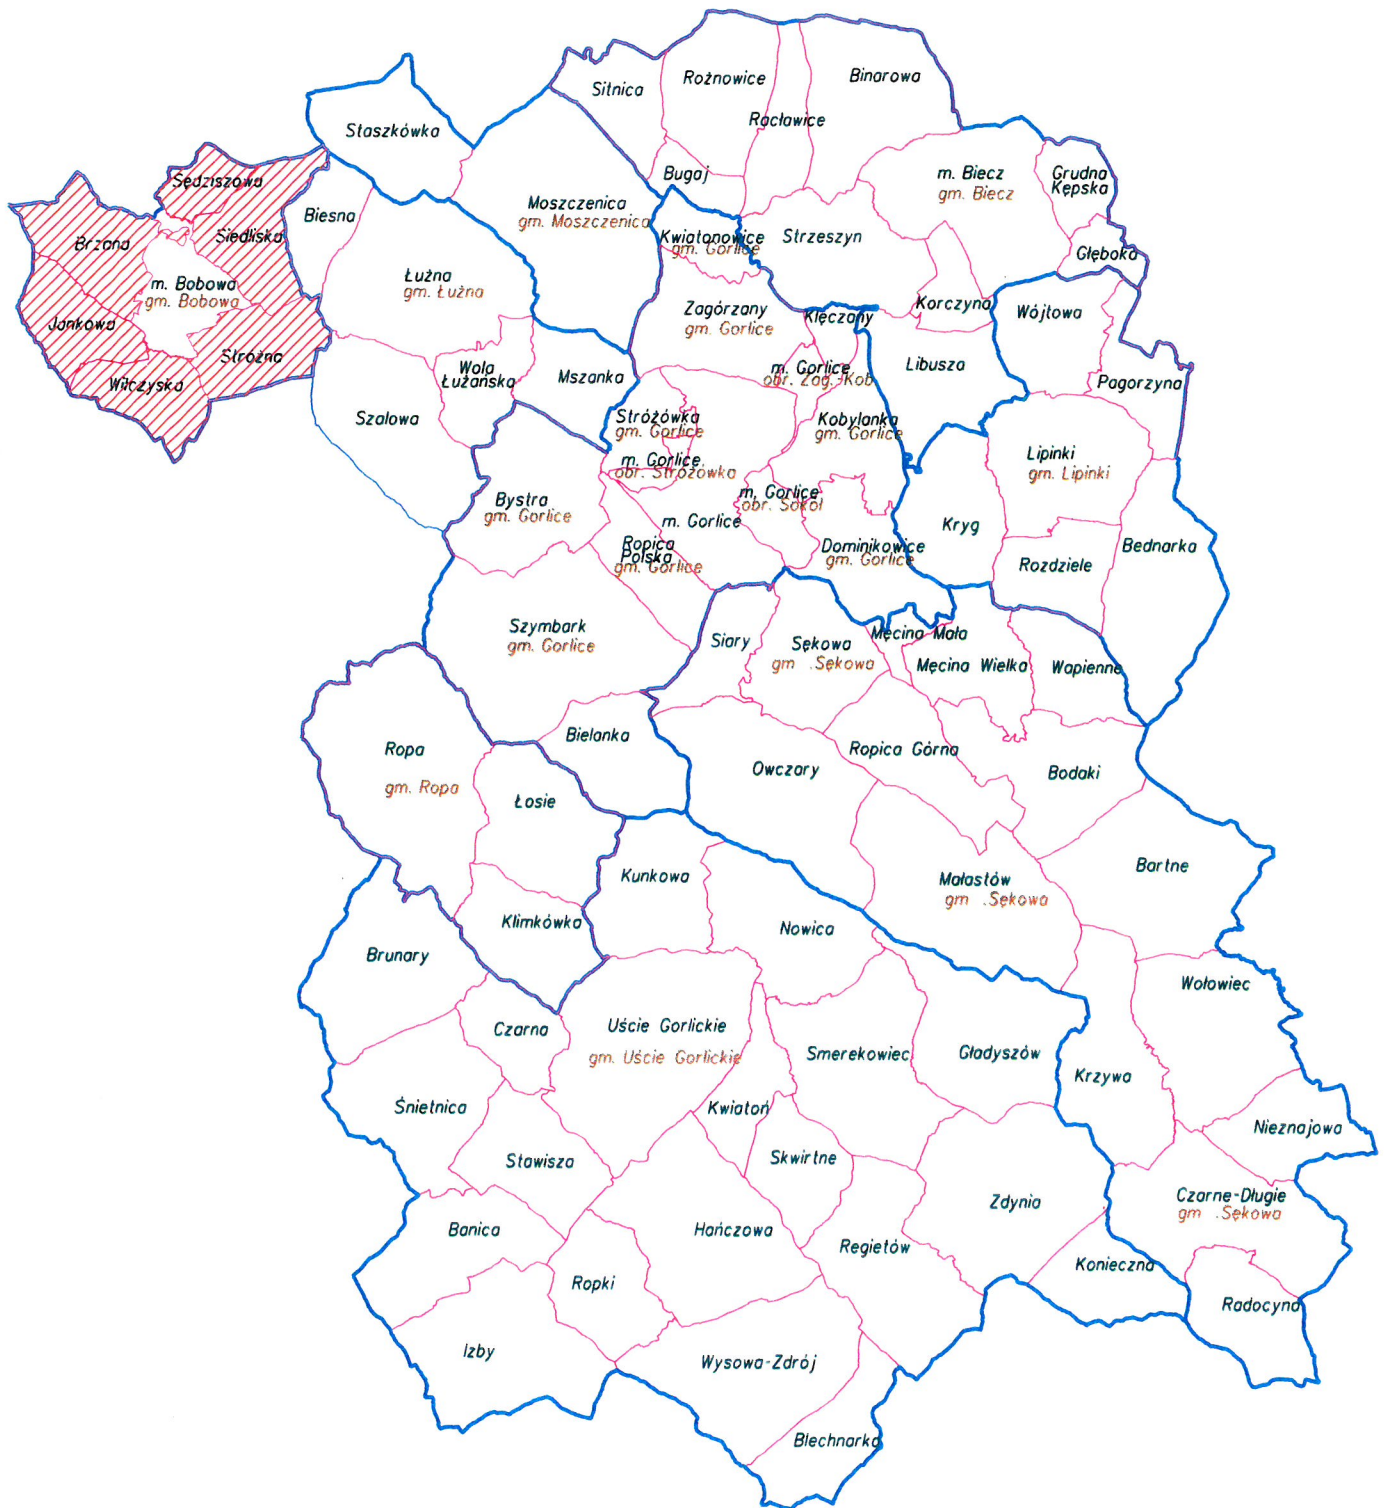 Sitnica
Rożnowice
Binarowa
Racławice
Staszkówka
Bugaj
m. Biecz
gm. Biecz
Grudna
Kępska
Sędziszowa
Moszczenica
gm. Moszczenica
Biesna
Siedliska
Brzana
Kwiatonowice
gm. Gorlice
Strzeszyn
Głęboka
m. Bobowa
gm. Bobowa
Łużna
gm. Łużna
Zagórzany
gm. Gorlice
Klęczany
Korczyna
Wójtowa
Jankowa
Stróżna
Wilczyska
Wola
Łużańska
Mszanka
m. Gorlice
obr. Zag.-Kob.
Libusza
Pagorzyna
Szalowa
Stróżówka
gm. Gorlice
Kobylanka
gm. Gorlice
m. Gorlice
obr. Stróżówka
Lipinki
gm. Lipinki
Bystra
gm. Gorlice
m. Gorlice
obr. Sokół
m. Gorlice
Kryg
Ropica
Polska
gm. Gorlice
Dominikowice
gm. Gorlice
Rozdziele
Bednarka
Szymbark
gm. Gorlice
Siary
Sękowa
gm .Sękowa
Męcina Mała
Męcina Wielka
Wapienne
Bielanka
Ropa
gm. Ropa
Łosie
Owczary
Ropica Górna
Bodaki
Kunkowa
Małastów
gm .Sękowa
Bartne
Klimkówka
Nowica
Brunary
Wołowiec
Czarna
Uście Gorlickie
gm. Uście Gorlickie
Smerekowiec
Gładyszów
Krzywa
Śnietnica
Kwiatoń
Nieznajowa
Stawisza
Skwirtne
Zdynia
Czarne-Długie
gm .Sękowa
Banica
Hańczowa
Regietów
Konieczna
Ropki
Radocyna
Izby
Wysowa-Zdrój
Blechnarka